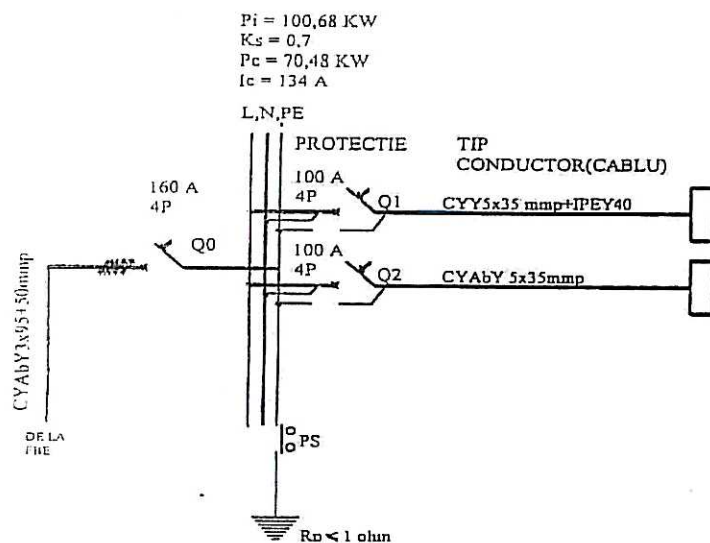 Pi = 100,68 KW
Ks = 0,7
Pc = 70,48 KW
Ic = 134 A
L,N,PE
PROTECTIE
TIP
CONDUCTOR(CABLU)
160 A
4P
Q0
100 A
4P
Q1
CYY5x35 mmp+IPEY40
100 A
4P
Q2
CYAbY 5x35mmp
CYAbY3x95+50mmp
DE LA
PS
Rp < 1 ohm